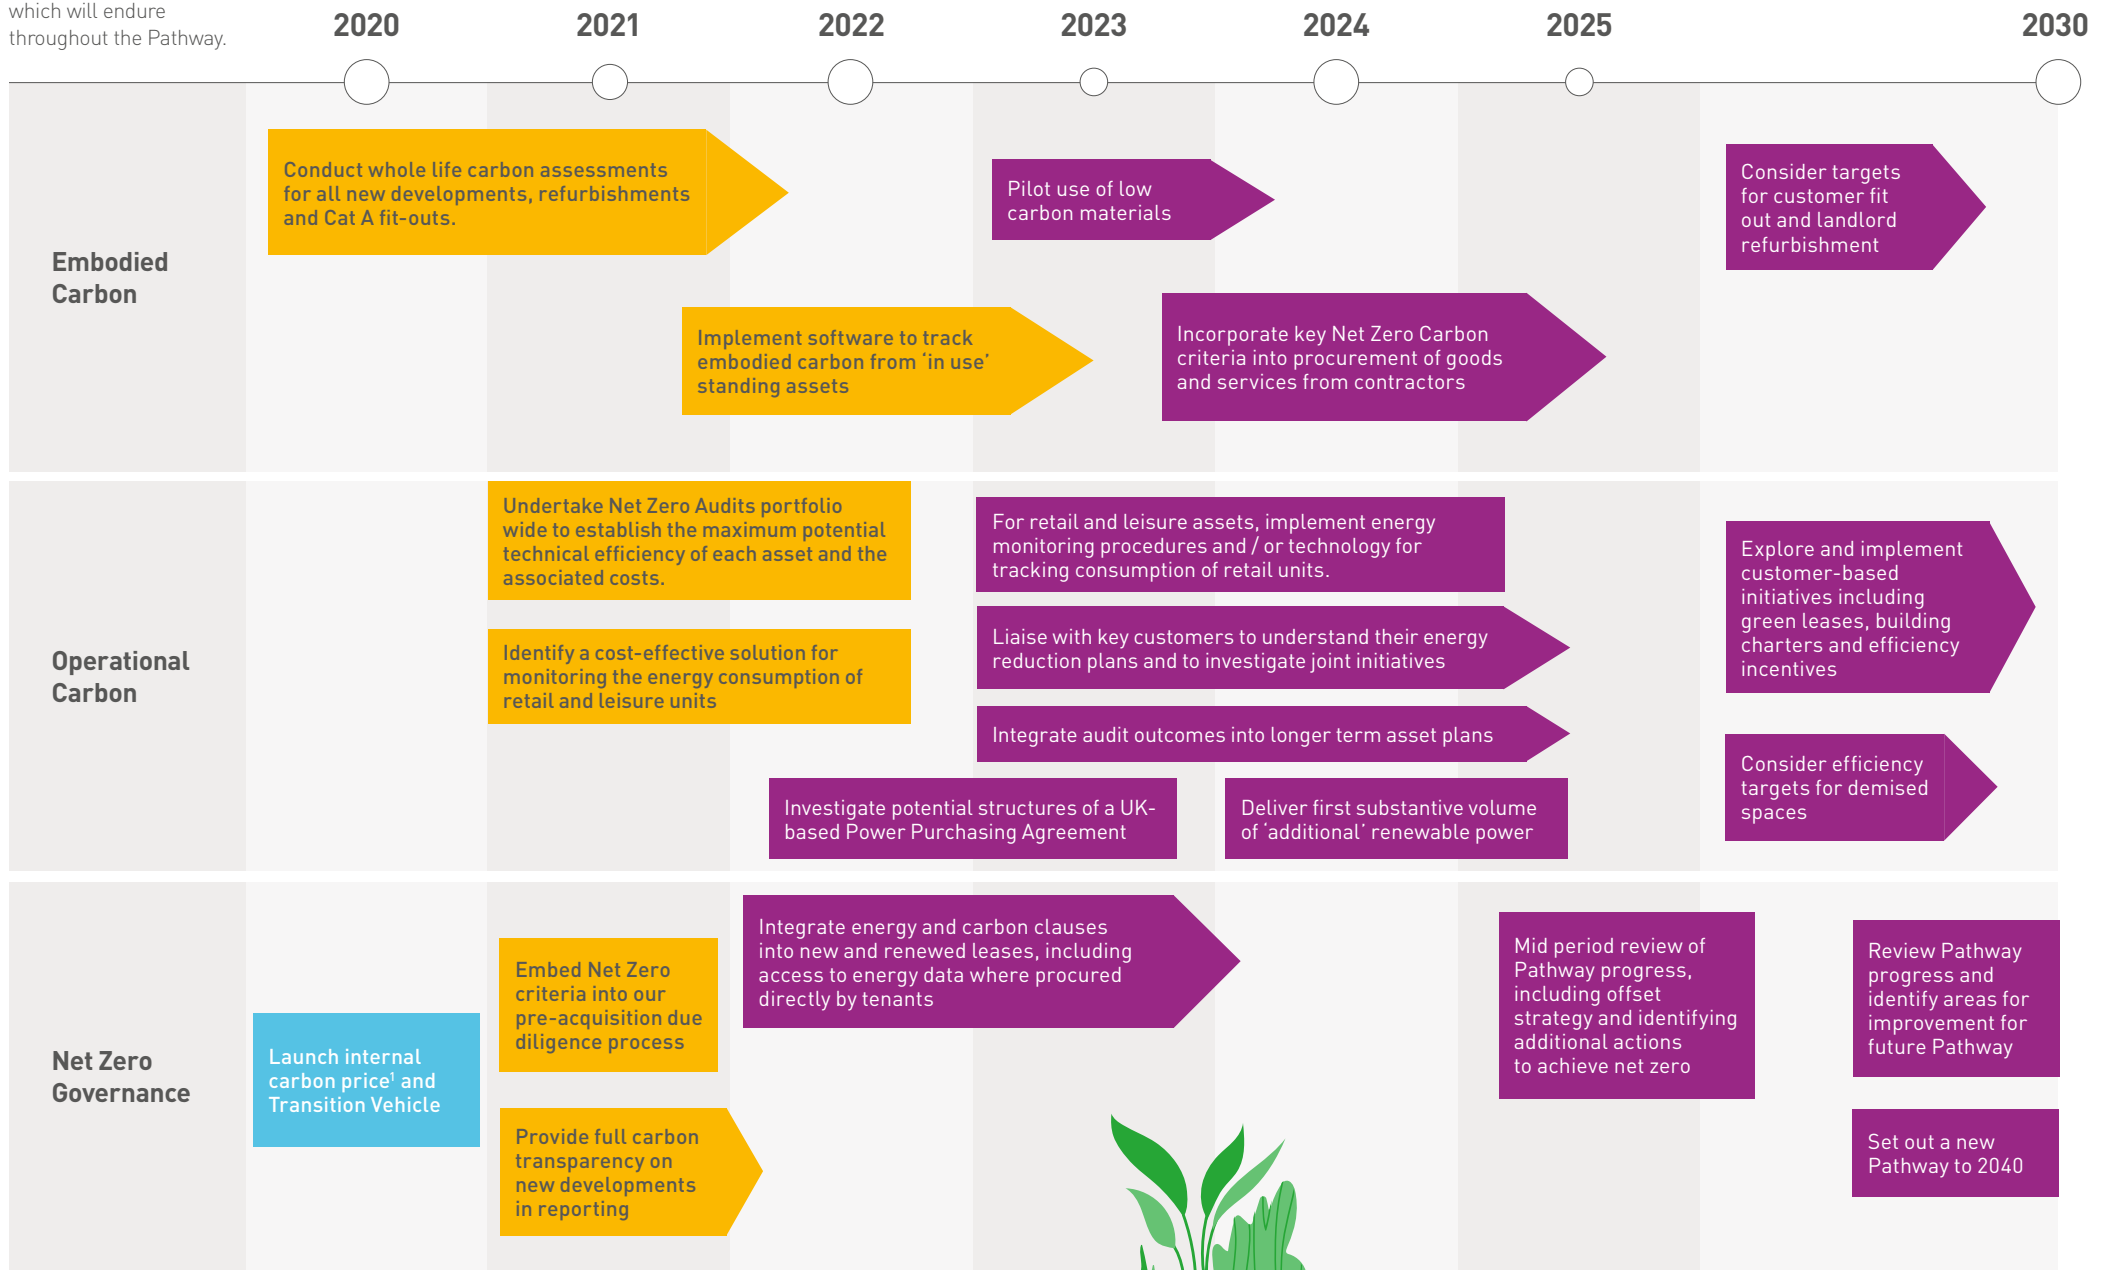 which will endure
throughout the Pathway.
2020 2021 2022 2023 2024 2025 2030
Embodied
Carbon
Conduct whole life carbon assessments
for all new developments, refurbishments
and Cat A fit-outs.
Pilot use of low
carbon materials
Consider targets
for customer fit
out and landlord
refurbishment
Implement software to track
embodied carbon from ‘in use’
standing assets
Incorporate key Net Zero Carbon
criteria into procurement of goods
and services from contractors
Operational
Carbon
Undertake Net Zero Audits portfolio
wide to establish the maximum potential
technical efficiency of each asset and the
associated costs.
Identify a cost-effective solution for
monitoring the energy consumption of
retail and leisure units
For retail and leisure assets, implement energy
monitoring procedures and / or technology for
tracking consumption of retail units.
Liaise with key customers to understand their energy
reduction plans and to investigate joint initiatives
Integrate audit outcomes into longer term asset plans
Investigate potential structures of a UK-
based Power Purchasing Agreement
Deliver first substantive volume
of ‘additional’ renewable power
Explore and implement
customer-based
initiatives including
green leases, building
charters and efficiency
incentives
Consider efficiency
targets for demised
spaces
Net Zero
Governance
Launch internal
carbon price¹ and
Transition Vehicle
Embed Net Zero
criteria into our
pre-acquisition due
diligence process
Provide full carbon
transparency on
new developments
in reporting
Integrate energy and carbon clauses
into new and renewed leases, including
access to energy data where procured
directly by tenants
Mid period review of
Pathway progress,
including offset
strategy and identifying
additional actions
to achieve net zero
Review Pathway
progress and
identify areas for
improvement for
future Pathway
Set out a new
Pathway to 2040